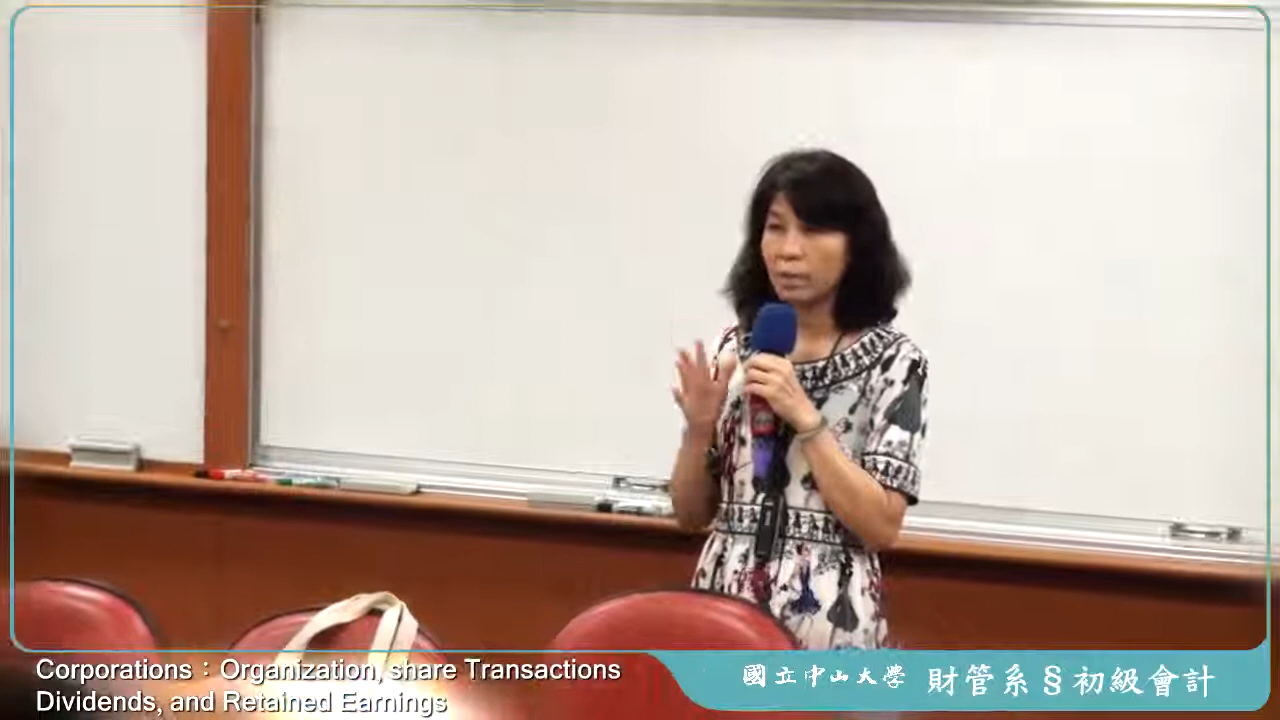 Corporations：Organization, share Transactions
Dividends, and Retained Earnings
國立中山大學 財管系§初級會計